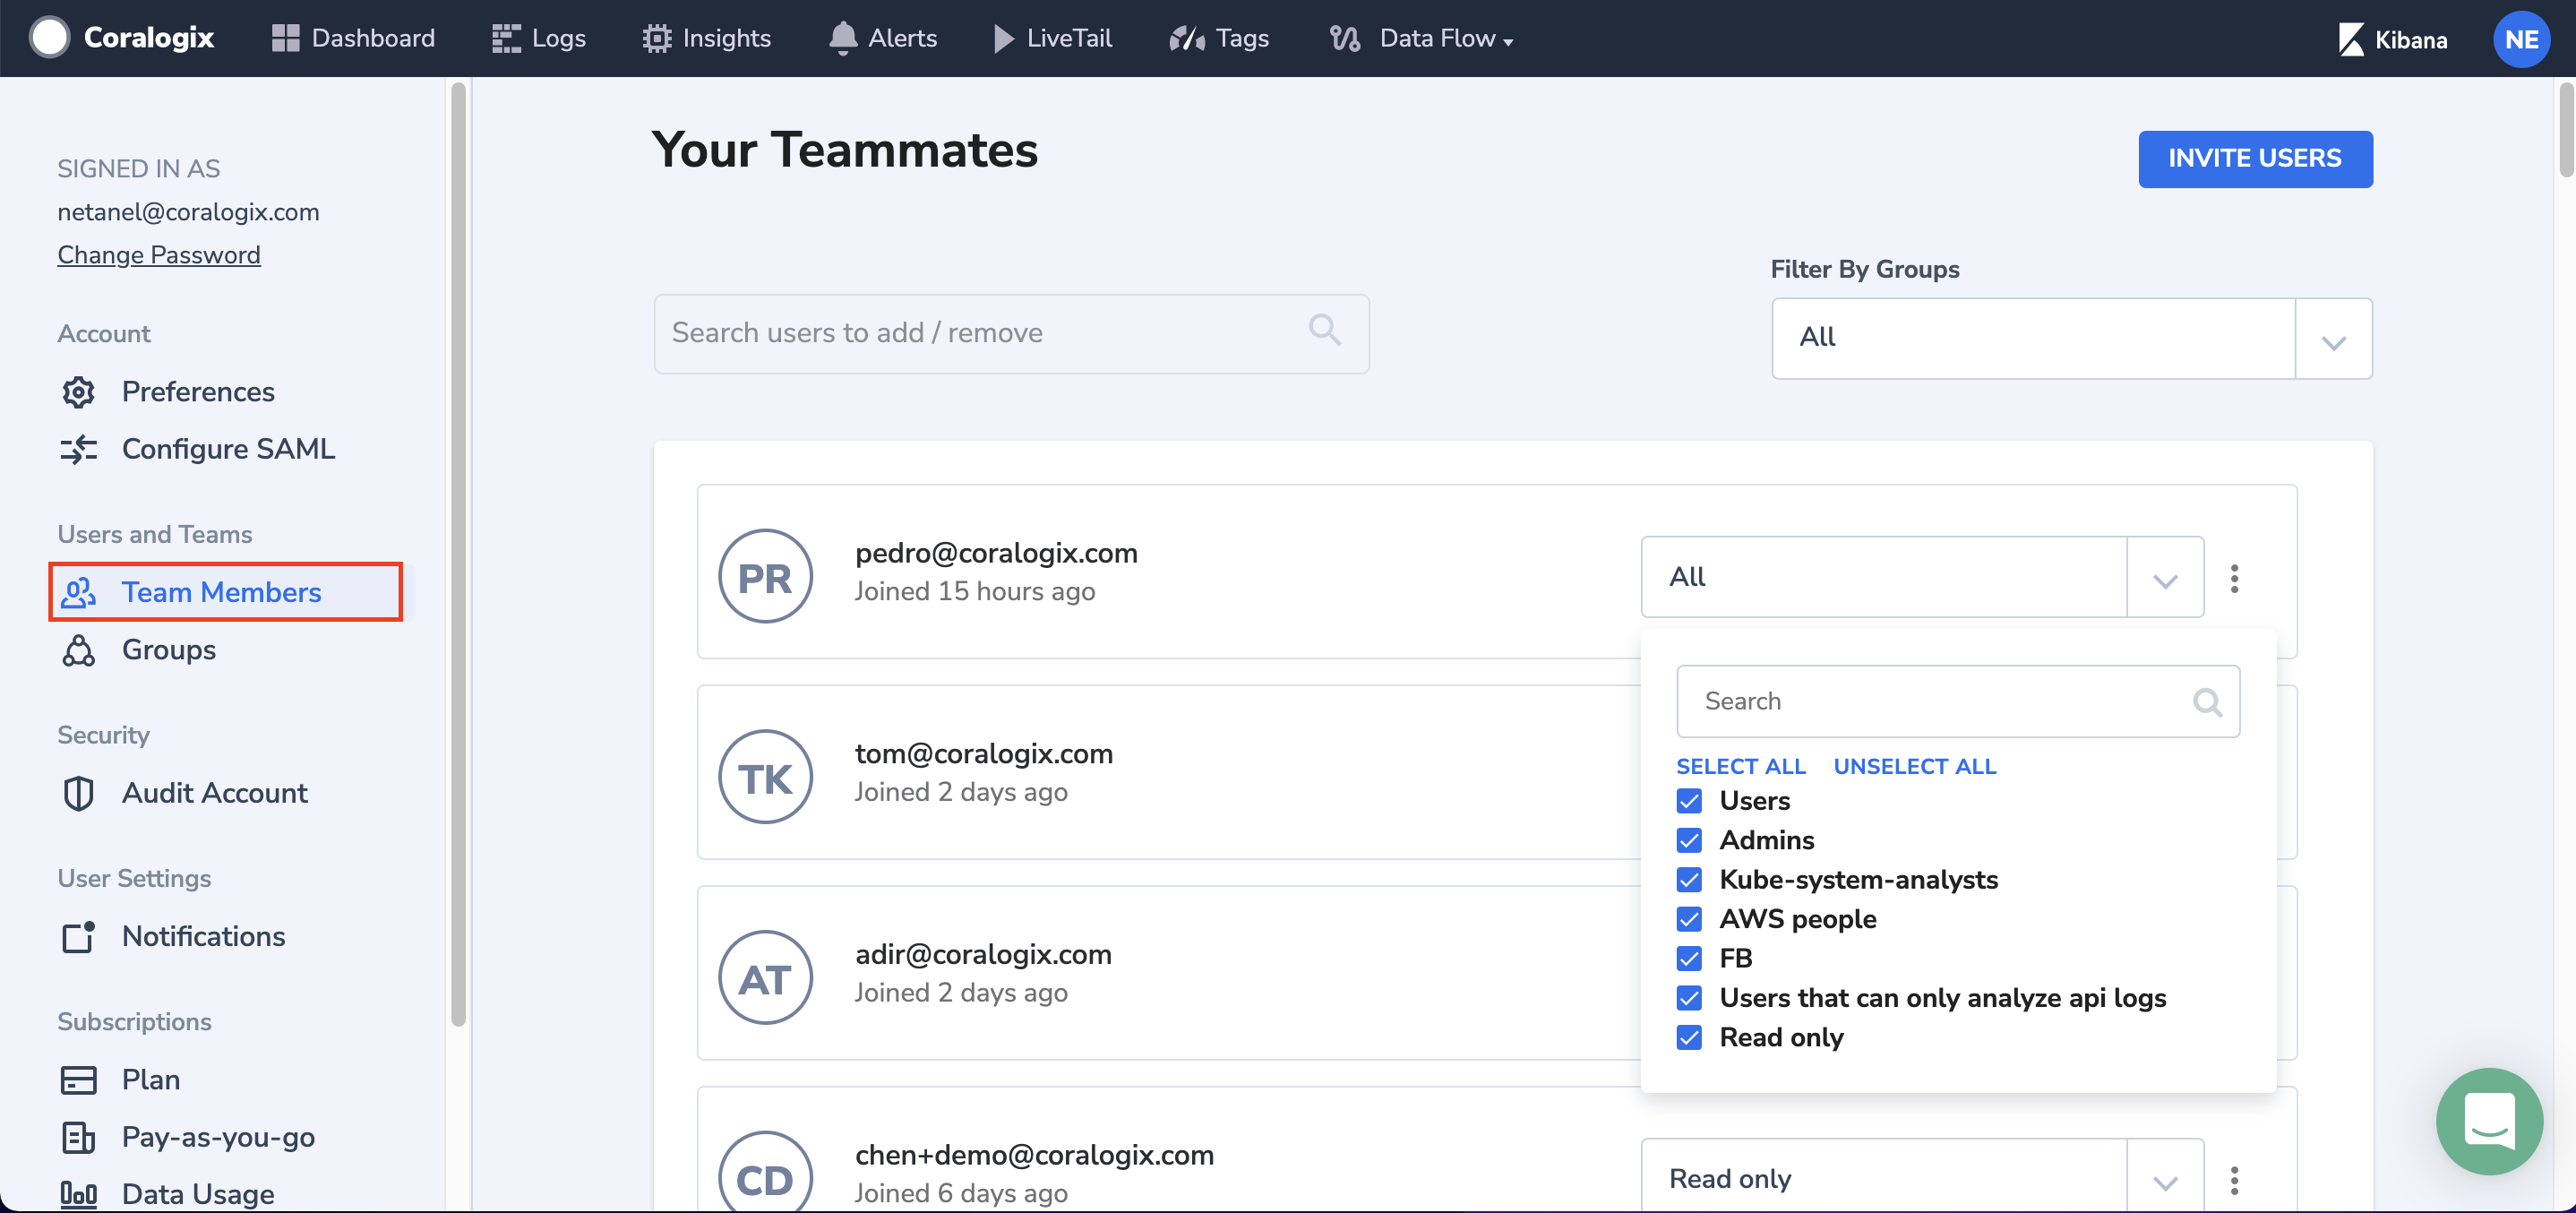 Coralogix
Dashboard
Logs
Insights
Alerts
LiveTail
Tags
Data Flow
Kibana
NE
SIGNED IN AS
netanel@coralogix.com
Change Password
Account
Preferences
Configure SAML
Users and Teams
Team Members
Groups
Security
Audit Account
User Settings
Notifications
Subscriptions
Plan
Pay-as-you-go
Data Usage
Your Teammates
INVITE USERS
Filter By Groups
Search users to add / remove
All
PR
pedro@coralogix.com
Joined 15 hours ago
All
Search
SELECT ALL UNSELECT ALL
Users
Admins
Kube-system-analysts
AWS people
FB
Users that can only analyze api logs
Read only
TK
tom@coralogix.com
Joined 2 days ago
AT
adir@coralogix.com
Joined 2 days ago
CD
chen+demo@coralogix.com
Joined 6 days ago
Read only